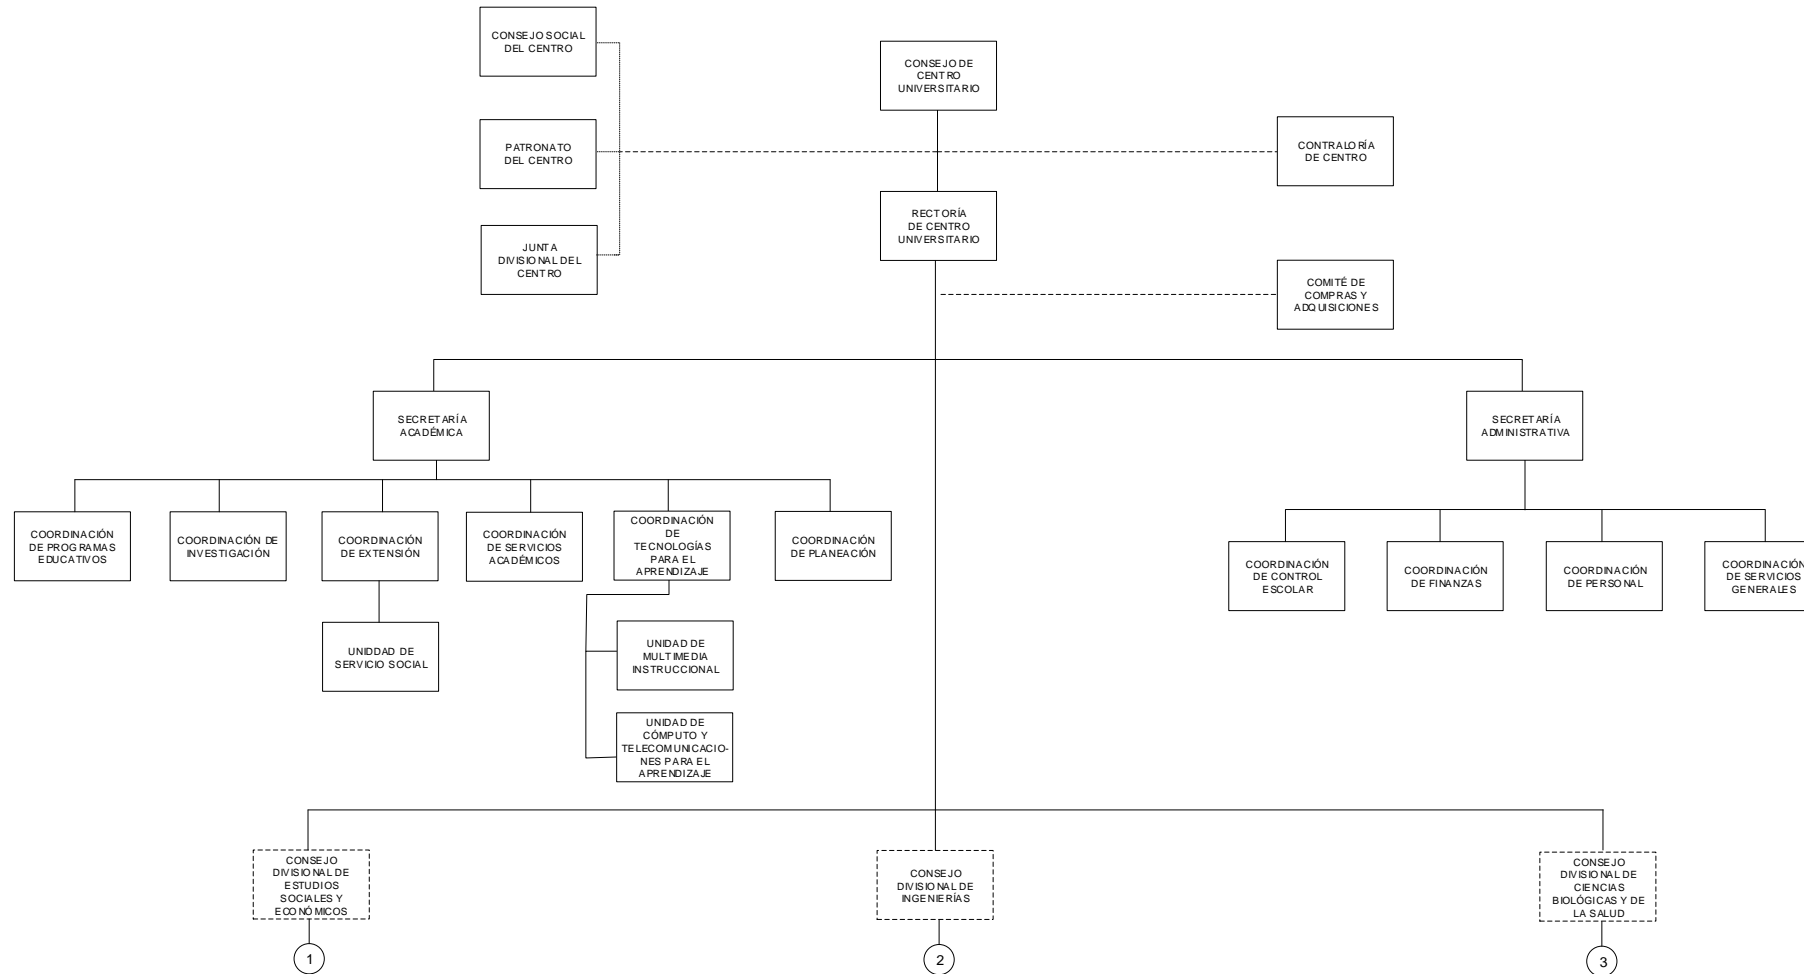 CONSEJO SOCIAL
DEL CENTRO
CONSEJO DE
CENTRO
UNIVERSITARIO
PATRONATO
DEL CENTRO
CONTRALORÍA
DE CENTRO
RECTORÍA
DE CENTRO
UNIVERSITARIO
JUNTA
DIVISIONAL DEL
CENTRO
COMITÉ DE
COMPRAS Y
ADQUISICIONES
SECRETARÍA
ACADÉMICA
SECRETARÍA
ADMINISTRATIVA
COORDINACIÓN
DE PROGRAMAS
EDUCATIVOS
COORDINACIÓN DE
INVESTIGACIÓN
COORDINACIÓN
DE EXTENSIÓN
COORDINACIÓN
DE SERVICIOS
ACADÉMICOS
COORDINACIÓN
DE
TECNOLOGÍAS
PARA EL
APRENDIZAJE
COORDINACIÓN
DE PLANEACIÓN
COORDINACIÓN
DE CONTROL
ESCOLAR
COORDINACIÓN
DE FINANZAS
COORDINACIÓN
DE PERSONAL
COORDINACIÓN
DE SERVICIOS
GENERALES
UNIDDAD DE
SERVICIO SOCIAL
UNIDAD DE
MULTIMEDIA
INSTRUCCIONAL
UNIDAD DE
CÓMPUTO Y
TELECOMUNICACIO-
NES PARA EL
APRENDIZAJE
CONSEJO
DIVISIONAL DE
ESTUDIOS
SOCIALES Y
ECONÓMICOS
CONSEJO
DIVISIONAL DE
INGENIERÍAS
CONSEJO
DIVISIONAL DE
CIENCIAS
BIOLÓGICAS Y DE
LA SALUD
1
2
3